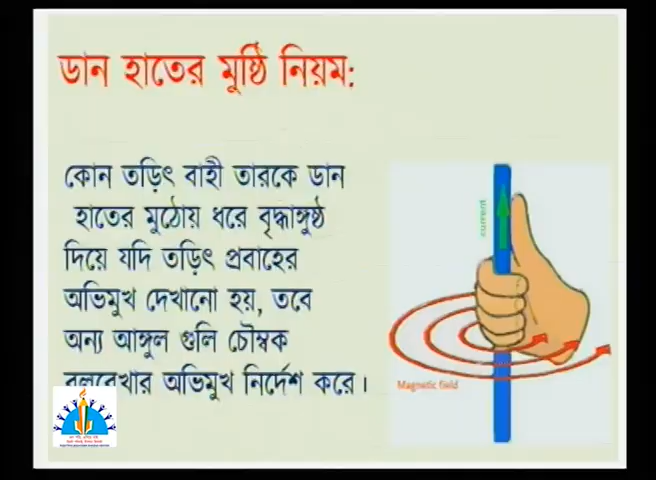 ডান হাতের মুষ্ঠি নিয়ম:
কোন তড়িৎ বাহী তারকে ডান
হাতের মুঠোয় ধরে বৃদ্ধাঙ্গুষ্ঠ
দিয়ে যদি তড়িৎ প্রবাহের
অভিমুখ দেখানো হয়, তবে
অন্য আঙ্গুল গুলি চৌম্বক
বলরেখার অভিমুখ নির্দেশ করে।
current
Magnetic field